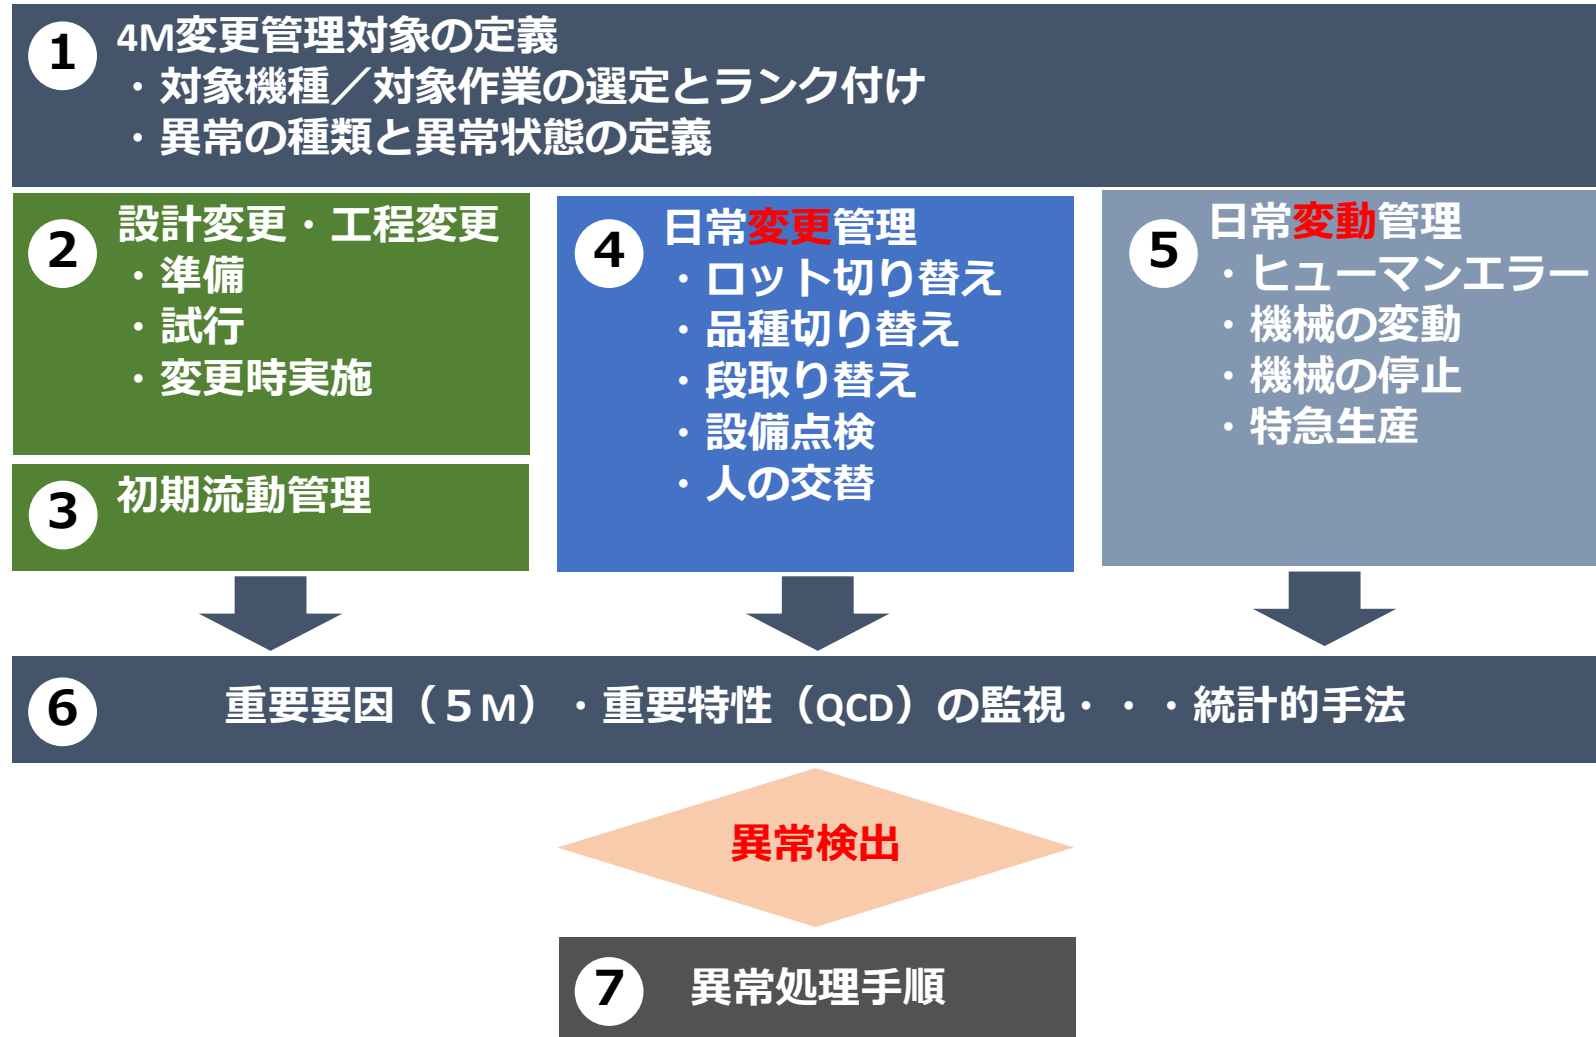 1
4M変更管理対象の定義
・対象機種／対象作業の選定とランク付け
・異常の種類と異常状態の定義
2
設計変更・工程変更
・準備
・試行
・変更時実施
3
初期流動管理
4
日常変更管理
・ロット切り替え
・品種切り替え
・段取り替え
・設備点検
・人の交替
5
日常変動管理
・ヒューマンエラー
・機械の変動
・機械の停止
・特急生産
6
重要要因（５M）・重要特性（QCD）の監視・・・統計的手法
異常検出
7
異常処理手順